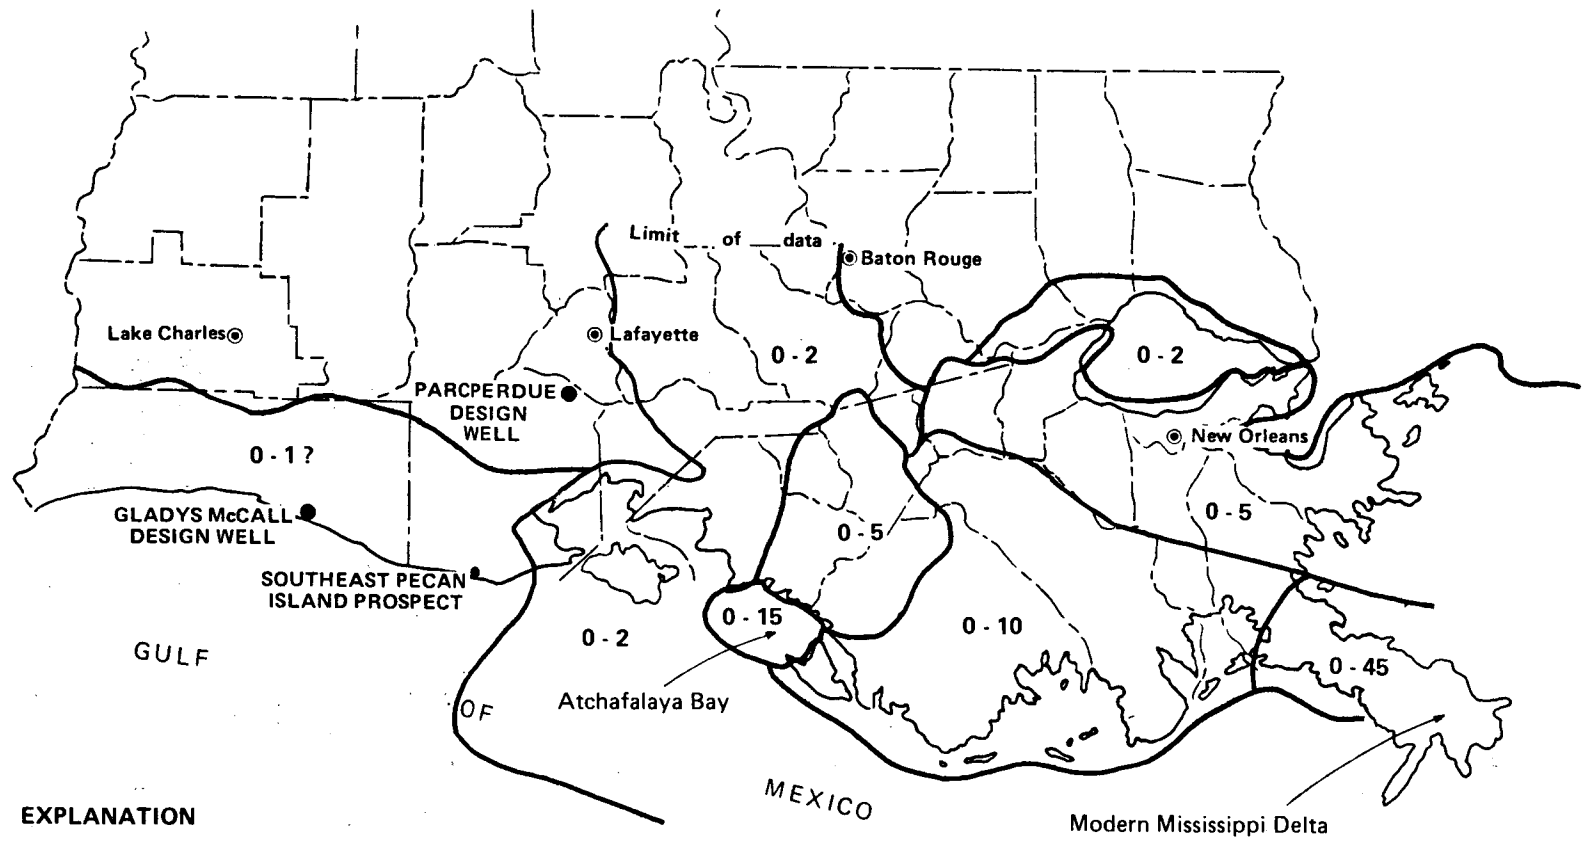 Limit of data
Baton Rouge
Lake Charles
Lafayette
0 - 2
0 - 2
PARCPERDUE
DESIGN
WELL
New Orleans
0 - 1 ?
GLADYS McCALL
DESIGN WELL
0 - 5
0 - 5
SOUTHEAST PECAN
ISLAND PROSPECT
0 - 15
0 - 10
0 - 2
GULF
0 - 45
Atchafalaya Bay
OF
MEXICO
EXPLANATION
Modern Mississippi Delta